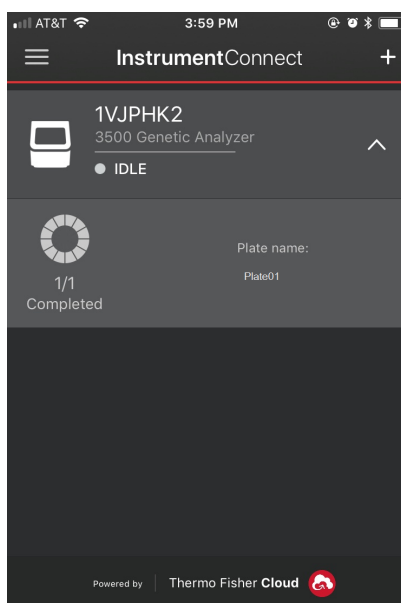 AT&T 3:59 PM
InstrumentConnect +
1VJPHK2
3500 Genetic Analyzer
IDLE
Plate name:
1/1 Plate01
Completed
Powered by Thermo Fisher Cloud